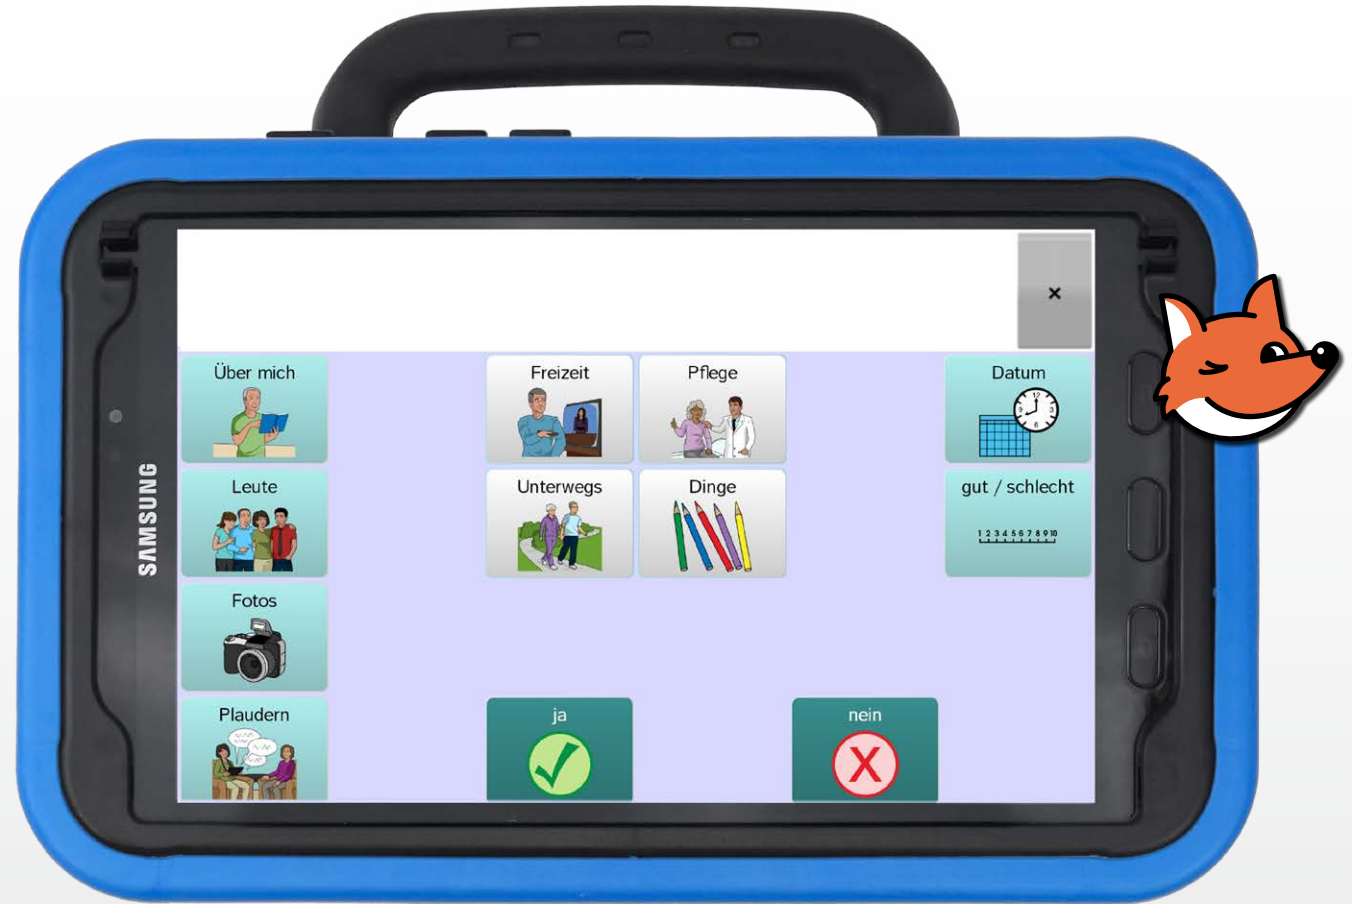 SAMSUNG
×
Über mich
Freizeit
Pflege
Datum
Leute
Unterwegs
Dinge
gut / schlecht
1 2 3 4 5 6 7 8 9 10
Fotos
Plaudern
ja
nein
X